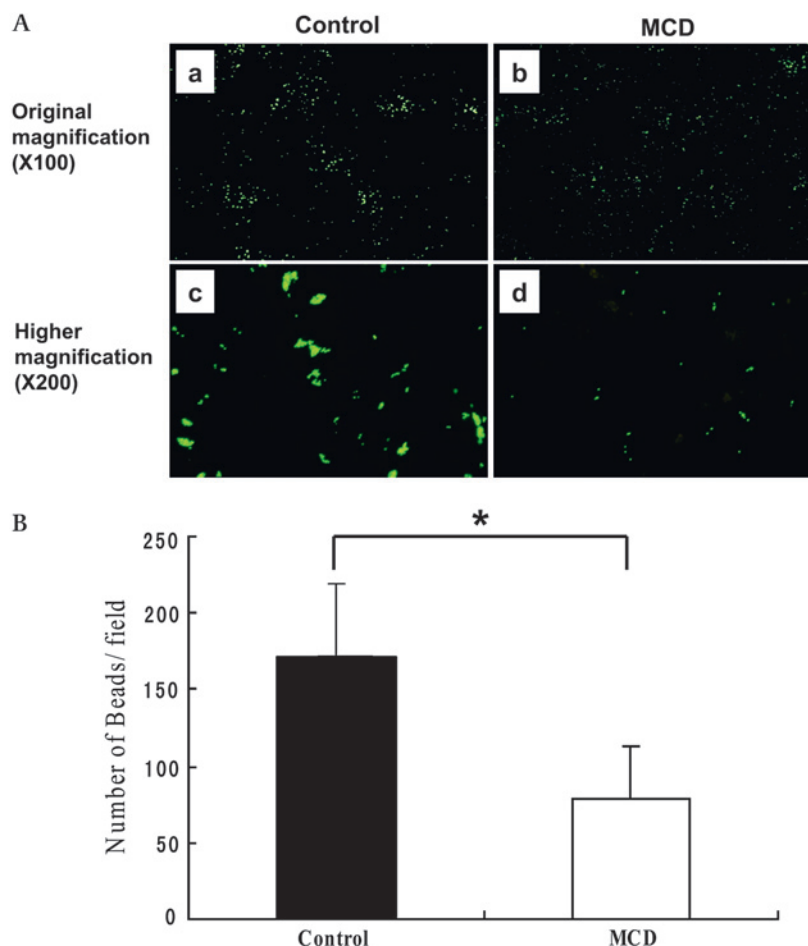 A
Control
MCD
Original
magnification
(X100)
a
b
Higher
magnification
(X200)
c
d
B
*
Number of Beads/ field
250
200
150
100
50
0
Control
MCD